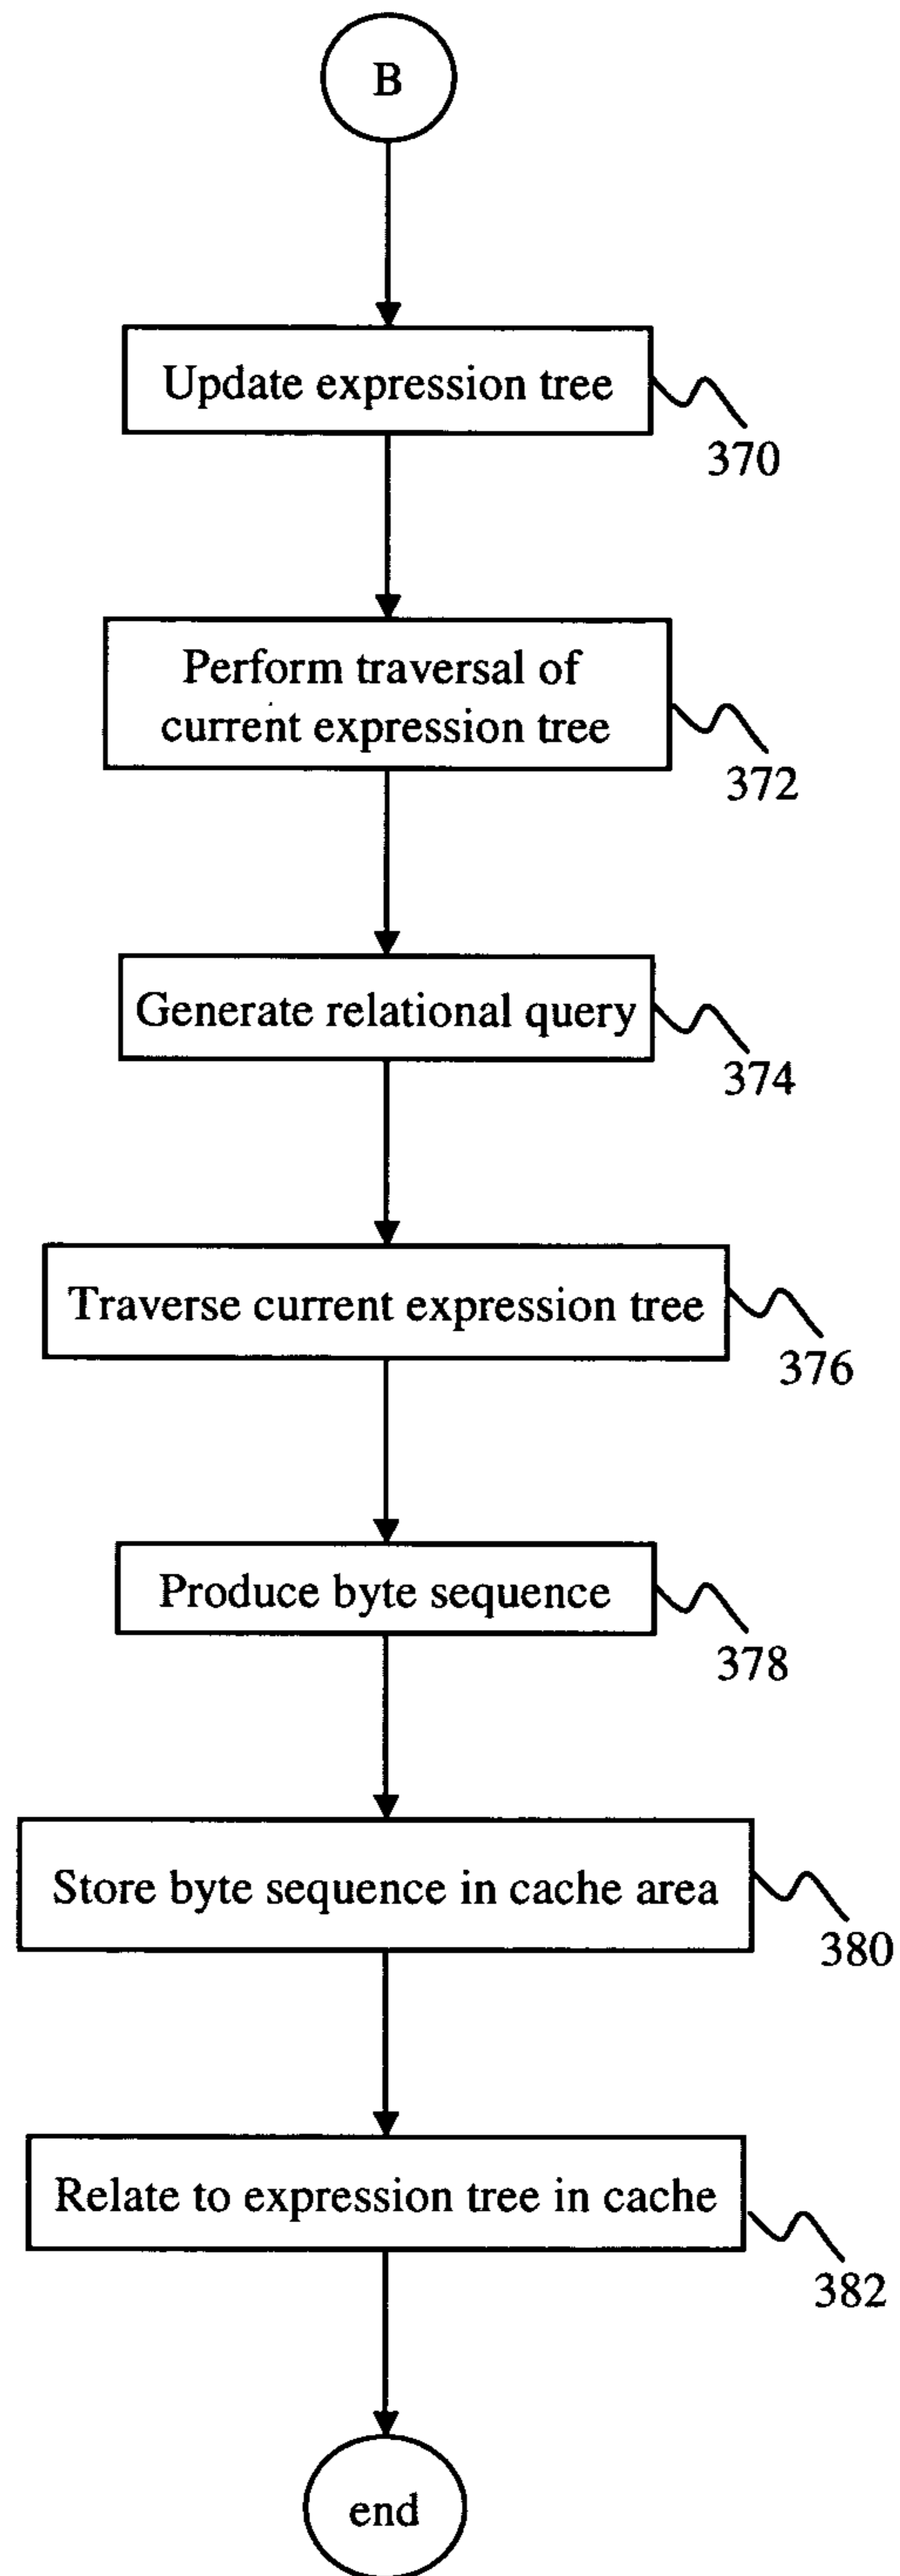 B
Update expression tree
370
Perform traversal of
current expression tree
372
Generate relational query
374
Traverse current expression tree
376
Produce byte sequence
378
Store byte sequence in cache area
380
Relate to expression tree in cache
382
end